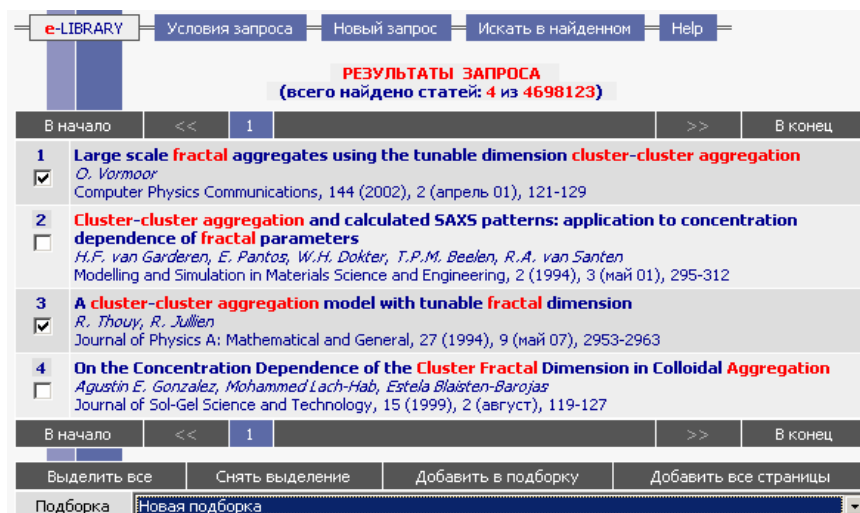 e-LIBRARY Условия запроса Новый запрос Искать в найденном Help
РЕЗУЛЬТАТЫ ЗАПРОСА
(всего найдено статей: 4 из 4698123)
В начало << 1 >> В конец
1 Large scale fractal aggregates using the tunable dimension cluster-cluster aggregation
O. Vormoor
Computer Physics Communications, 144 (2002), 2 (апрель 01), 121-129
2 Cluster-cluster aggregation and calculated SAXS patterns: application to concentration
dependence of fractal parameters
H.F. van Garderen, E. Pantos, W.H. Dokter, T.P.M. Beelen, R.A. van Santen
Modelling and Simulation in Materials Science and Engineering, 2 (1994), 3 (май 01), 295-312
3 A cluster-cluster aggregation model with tunable fractal dimension
R. Thouy, R. Jullien
Journal of Physics A: Mathematical and General, 27 (1994), 9 (май 07), 2953-2963
4 On the Concentration Dependence of the Cluster Fractal Dimension in Colloidal Aggregation
Agustin E. Gonzalez, Mohammed Lach-Hab, Estela Blaisten-Barojas
Journal of Sol-Gel Science and Technology, 15 (1999), 2 (август), 119-127
В начало << 1 >> В конец
Выделить все Снять выделение Добавить в подборку Добавить все страницы
Подборка Новая подборка